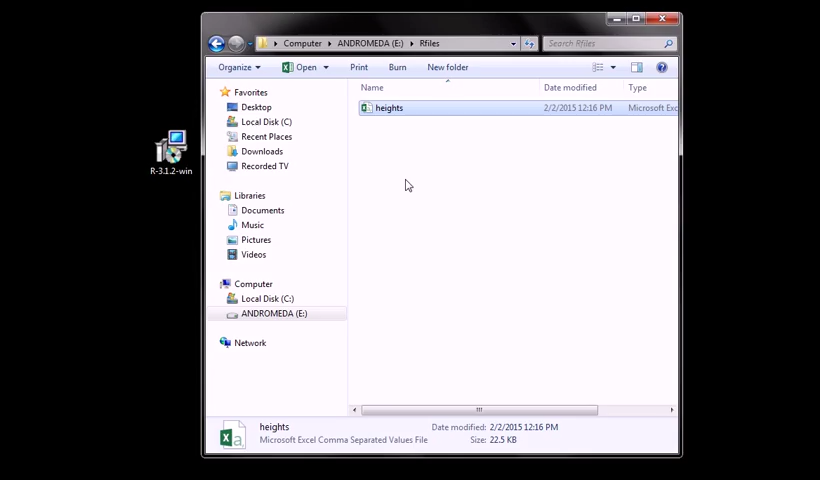 Computer
ANDROMEDA (E:)
Rfiles
Search Rfiles
Organize
Open
Print
Burn
New folder
Name
Date modified
Type
Favorites
Desktop
Local Disk (C)
Recent Places
Downloads
Recorded TV
Libraries
Documents
Music
Pictures
Videos
Computer
Local Disk (C:)
ANDROMEDA (E:)
Network
heights
2/2/2015 12:16 PM
Microsoft Exc
R-3.1.2-win
heights
Date modified: 2/2/2015 12:16 PM
Microsoft Excel Comma Separated Values File
Size: 22.5 KB